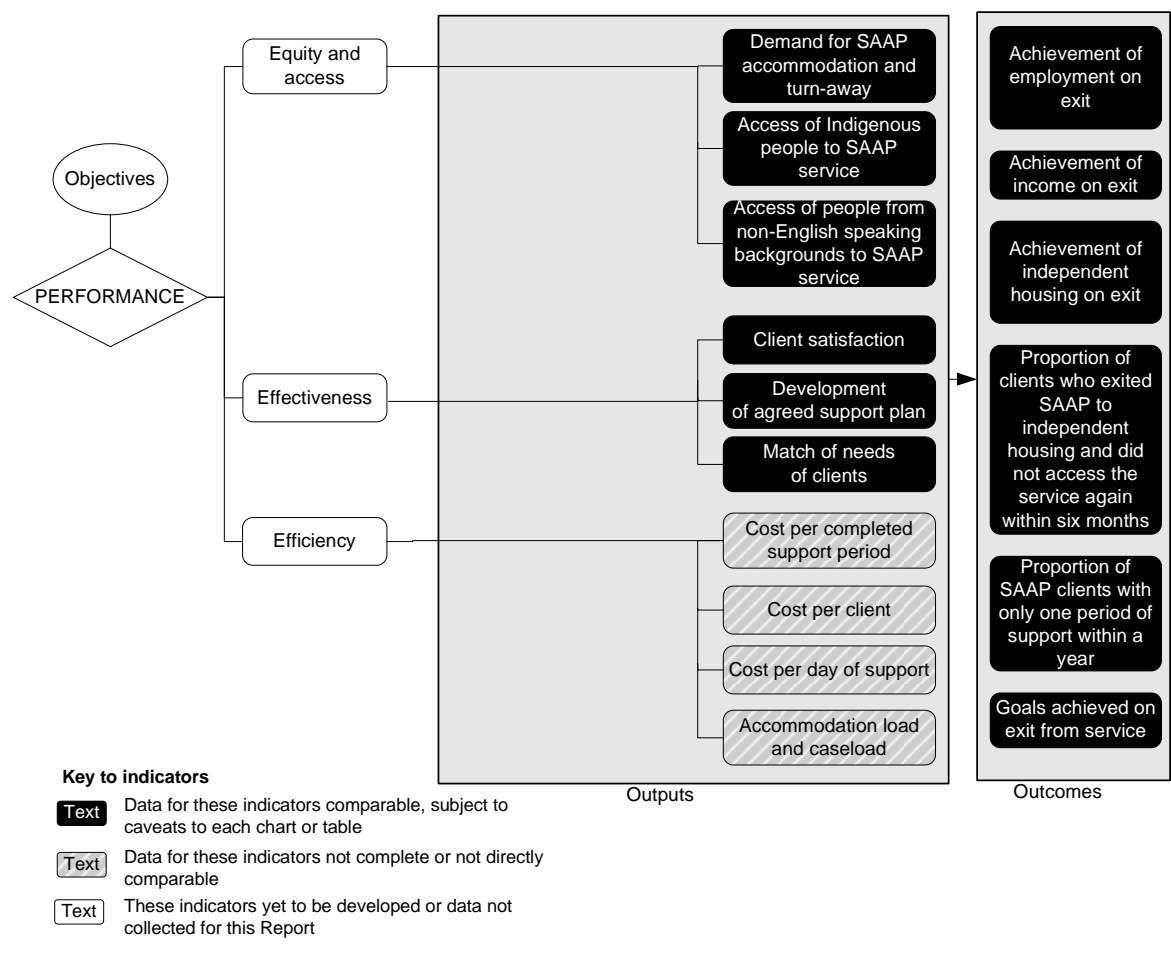 Objectives
PERFORMANCE
Equity and
access
Demand for SAAP
accommodation and
turn-away
Access of Indigenous
people to SAAP
service
Access of people from
non-English speaking
backgrounds to SAAP
service
Effectiveness
Client satisfaction
Development
of agreed support plan
Match of needs
of clients
Efficiency
Cost per completed
support period
Cost per client
Cost per day of support
Accommodation load
and caseload
Outputs
Achievement of
employment on
exit
Achievement of
income on exit
Achievement of
independent
housing on exit
Proportion of
clients who exited
SAAP to
independent
housing and did
not access the
service again
within six months
Proportion of
SAAP clients with
only one period of
support within a
year
Goals achieved on
exit from service
Outcomes
Key to indicators
Text
Data for these indicators comparable, subject to
caveats to each chart or table
Text
Data for these indicators not complete or not directly
comparable
Text
These indicators yet to be developed or data not
collected for this Report